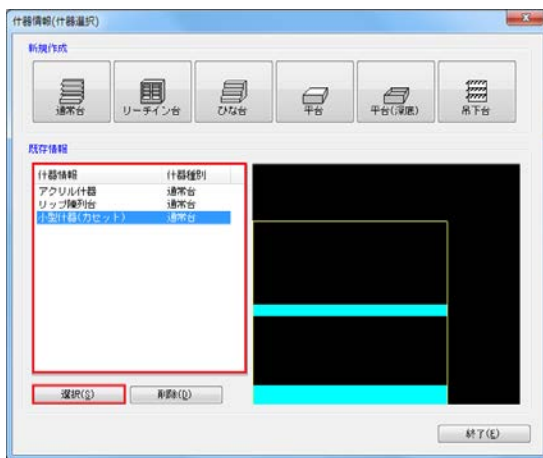 什器情報(什器選択)
新規作成
通常台 リーチイン台 ひな台 平台 平台(深底) 吊下台
既存情報
什器情報 什器種別
アクリル什器 通常台
リップ陳列台 通常台
小型什器(カセット) 通常台
選択(S) 削除(D)
終了(E)